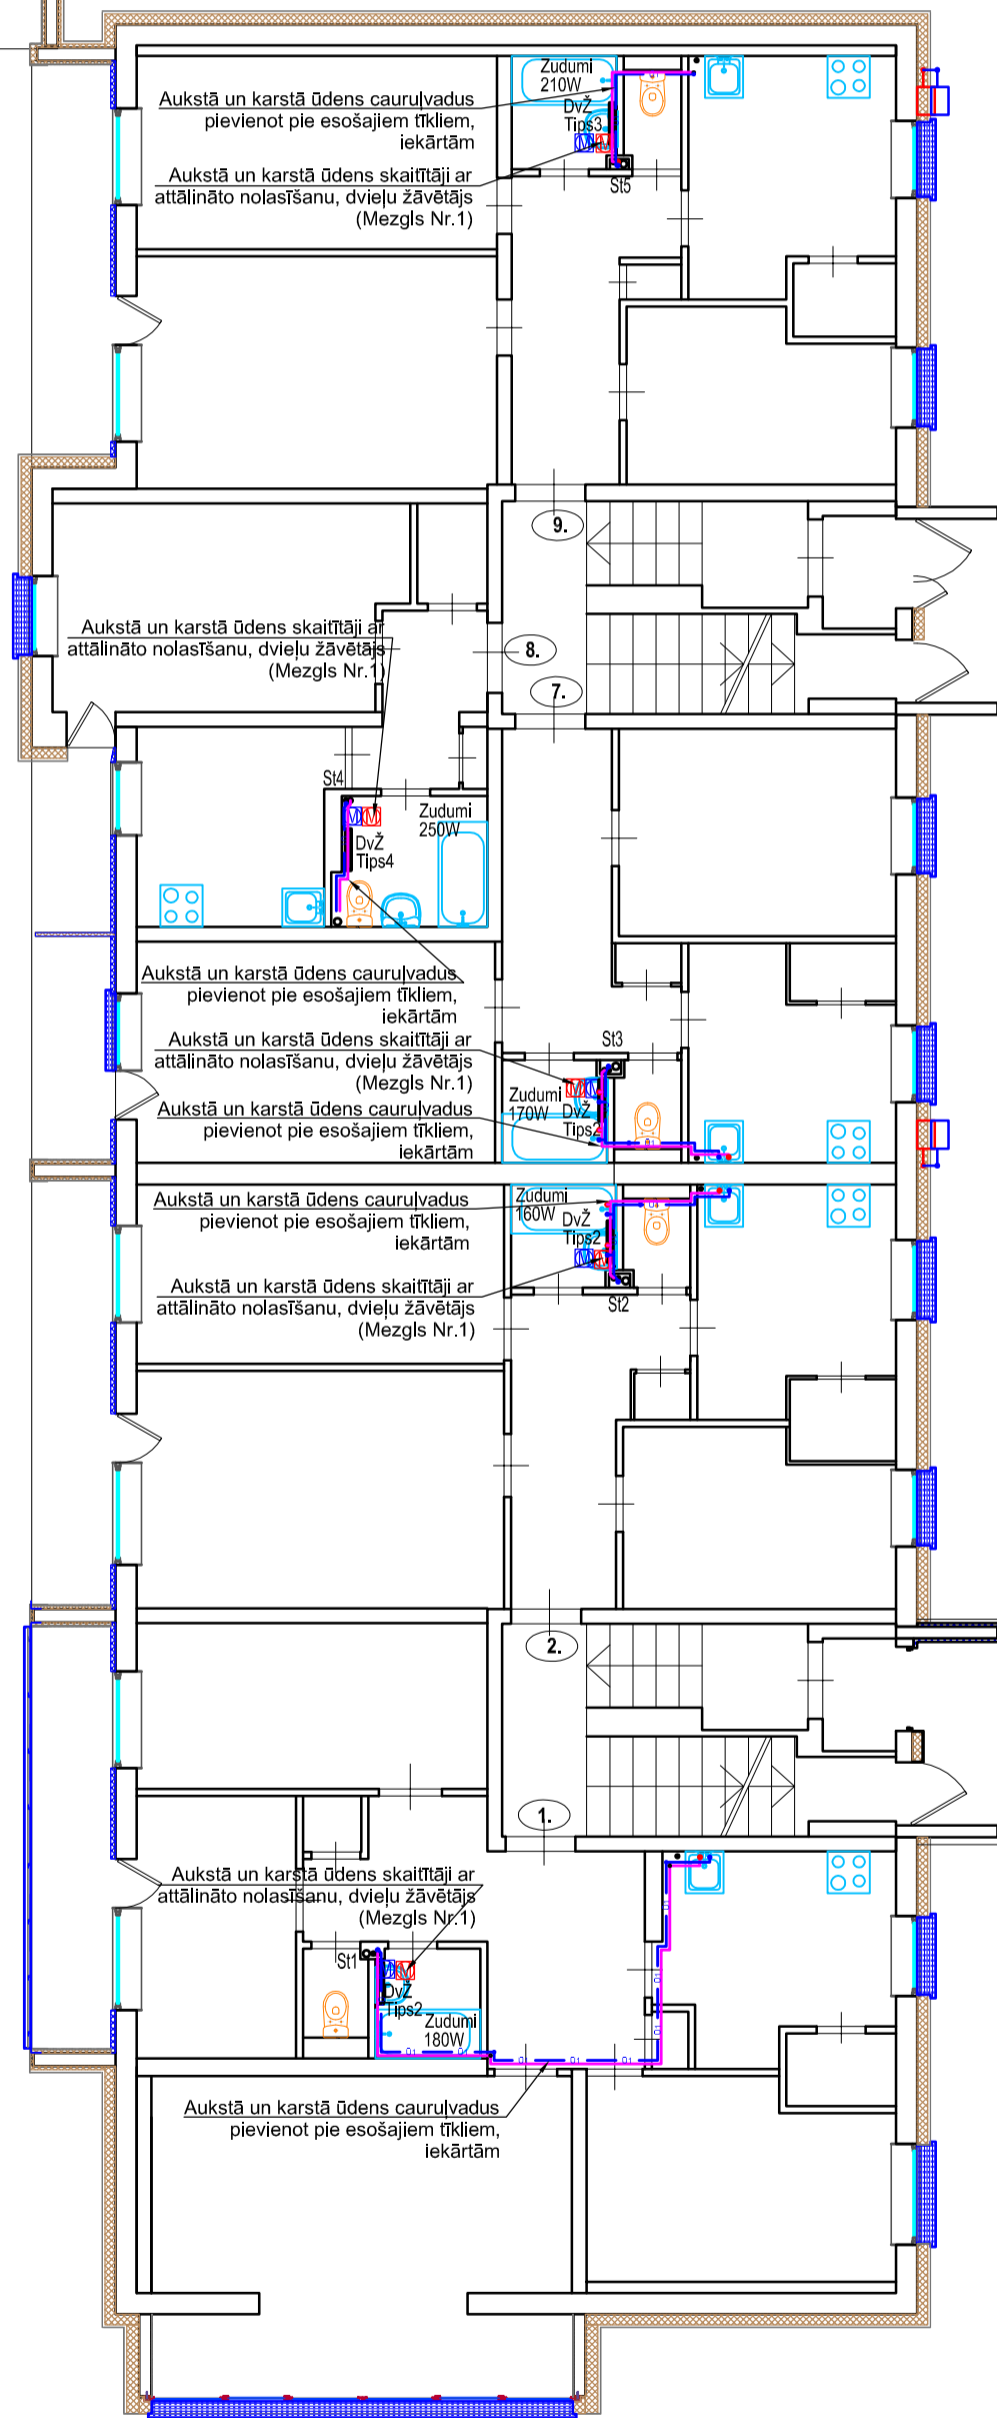 Aukstā un karstā ūdens cauruļvadus
pievienot pie esošajiem tīkliem,
iekārtām
Zudumi
210W
DvŽ
Tips3
M
M
Aukstā un karstā ūdens skaitītāji ar
attālināto nolasīšanu, dvieļu žāvētājs
(Mezgls Nr.1)
St5
9.
8.
7.
Aukstā un karstā ūdens skaitītāji ar
attālināto nolasīšanu, dvieļu žāvētājs
(Mezgls Nr.1)
St4
M
M
Zudumi
250W
DvŽ
Tips4
Aukstā un karstā ūdens cauruļvadus
pievienot pie esošajiem tīkliem,
iekārtām
Aukstā un karstā ūdens skaitītāji ar
attālināto nolasīšanu, dvieļu žāvētājs
(Mezgls Nr.1)
St3
M
M
Zudumi
170W
DvŽ
Tips2
Aukstā un karstā ūdens cauruļvadus
pievienot pie esošajiem tīkliem,
iekārtām
Aukstā un karstā ūdens cauruļvadus
pievienot pie esošajiem tīkliem,
iekārtām
Zudumi
160W
DvŽ
Tips2
M
M
Aukstā un karstā ūdens skaitītāji ar
attālināto nolasīšanu, dvieļu žāvētājs
(Mezgls Nr.1)
St2
2.
1.
Aukstā un karstā ūdens skaitītāji ar
attālināto nolasīšanu, dvieļu žāvētājs
(Mezgls Nr.1)
St1
M
M
DvŽ
Tips2
Zudumi
180W
Aukstā un karstā ūdens cauruļvadus
pievienot pie esošajiem tīkliem,
iekārtām